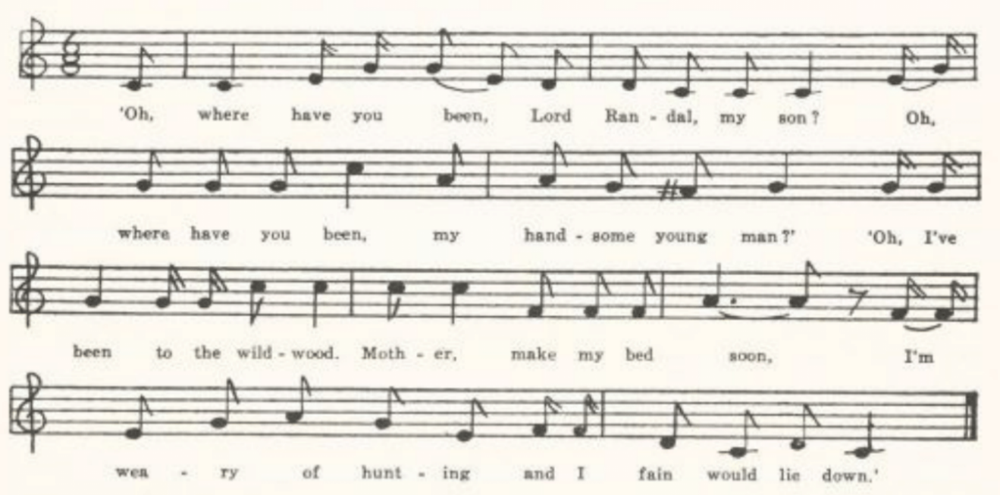 'Oh, where have you been, Lord Ran - dal, my son? Oh,
where have you been, my hand - some young man?' 'Oh, I've
been to the wild - wood. Moth - er, make my bed soon, I'm
wea - ry of hunt - ing and I fain would lie down.'